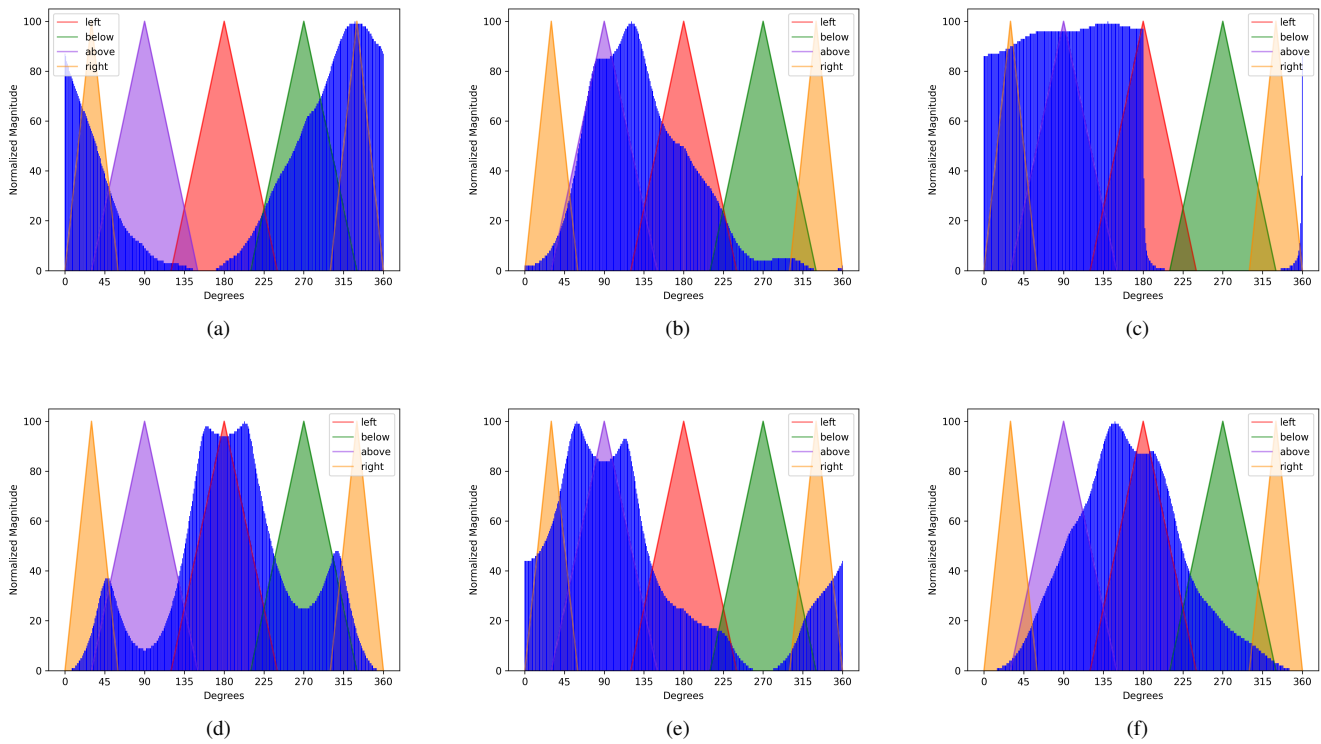 left
below
above
right
100
80
60
40
20
0
Normalized Magnitude
0 45 90 135 180 225 270 315 360
Degrees
(a)
left
below
above
right
100
80
60
40
20
0
Normalized Magnitude
0 45 90 135 180 225 270 315 360
Degrees
(b)
left
below
above
right
100
80
60
40
20
0
Normalized Magnitude
0 45 90 135 180 225 270 315 360
Degrees
(c)
left
below
above
right
100
80
60
40
20
0
Normalized Magnitude
0 45 90 135 180 225 270 315 360
Degrees
(d)
left
below
above
right
100
80
60
40
20
0
Normalized Magnitude
0 45 90 135 180 225 270 315 360
Degrees
(e)
left
below
above
right
100
80
60
40
20
0
Normalized Magnitude
0 45 90 135 180 225 270 315 360
Degrees
(f)